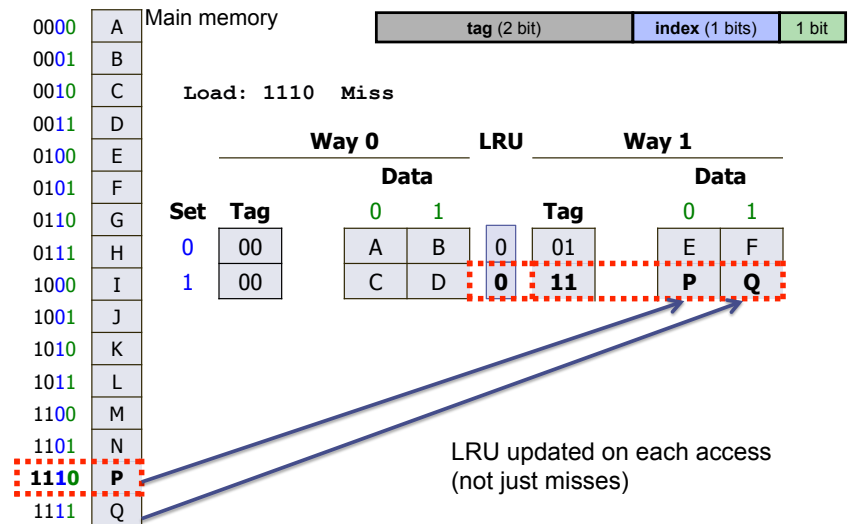 Main memory
tag (2 bit) index (1 bits) 1 bit
0000 A
0001 B
0010 C
0011 D
0100 E
0101 F
0110 G
0111 H
1000 I
1001 J
1010 K
1011 L
1100 M
1101 N
1110 P
1111 Q
Load: 1110 Miss
Way 0 LRU Way 1
Data Data
Set Tag 0 1 Tag 0 1
0 00 A B 0 01 E F
1 00 C D 0 11 P Q
LRU updated on each access
(not just misses)